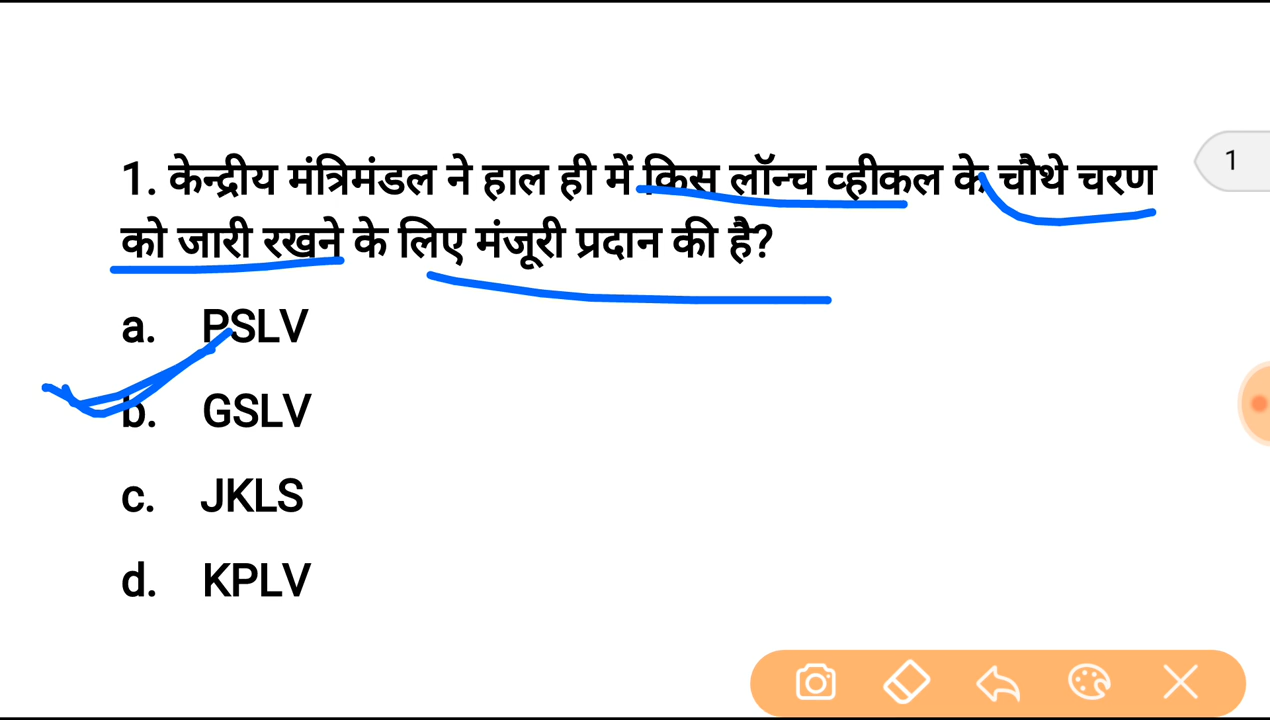 1. केन्द्रीय मंत्रिमंडल ने हाल ही में किस लॉन्च व्हीकल के चौथे चरण
को जारी रखने के लिए मंजूरी प्रदान की है?
a. PSLV
b. GSLV
c. JKLS
d. KPLV
1